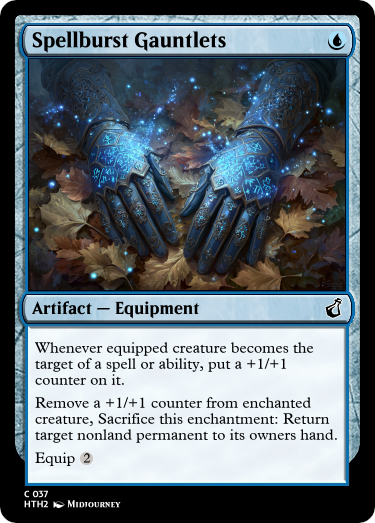 Spellburst Gauntlets
Artifact — Equipment
Whenever equipped creature becomes the
target of a spell or ability, put a +1/+1
counter on it.
Remove a +1/+1 counter from enchanted
creature, Sacrifice this enchantment: Return
target nonland permanent to its owners hand.
Equip 2
C 037
HTH2 Midjourney